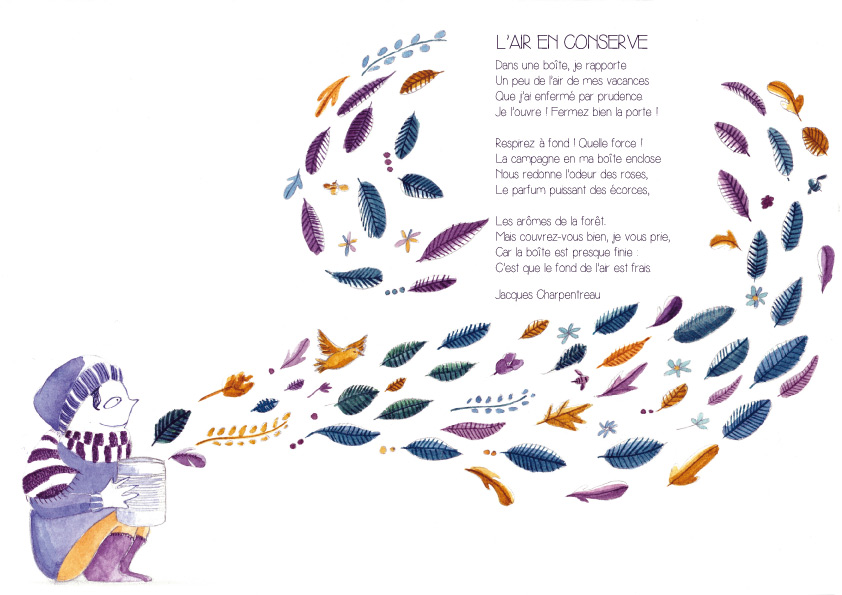 L'AIR EN CONSERVE
Dans une boîte, je rapporte
Un peu de l'air de mes vacances
Que j'ai enfermé par prudence.
Je l'ouvre ! Fermez bien la porte !
Respirez à fond ! Quelle force !
La campagne en ma boîte enclose
Nous redonne l'odeur des roses,
Le parfum puissant des écorces,
Les arômes de la forêt.
Mais couvrez-vous bien, je vous prie,
Car la boîte est presque finie :
C'est que le fond de l'air est frais.
Jacques Charpentreau